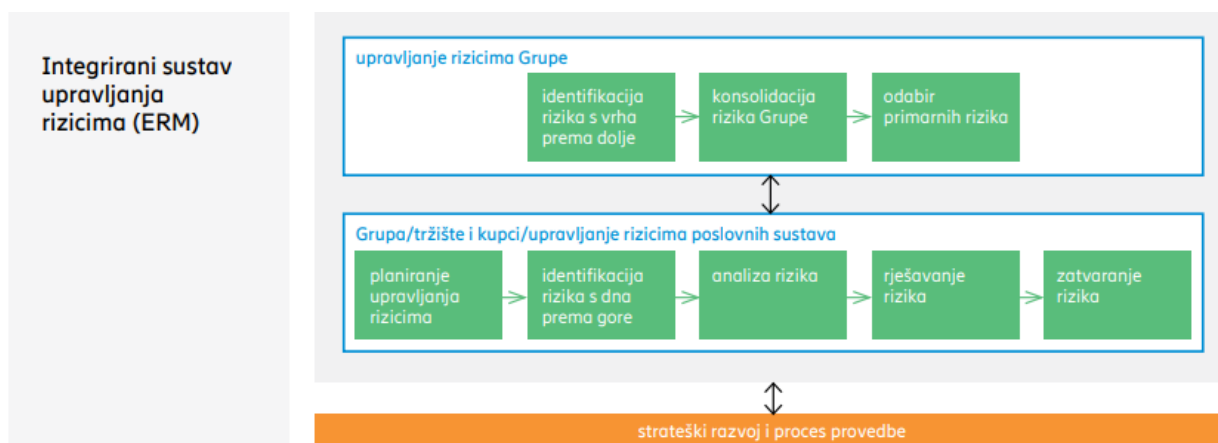 Integrirani sustav
upravljanja
rizicima (ERM)
upravljanje rizicima Grupe
identifikacija
rizika s vrha
prema dolje
konsolidacija
rizika Grupe
odabir
primarnih rizika
Grupa/tržište i kupci/upravljanje rizicima poslovnih sustava
planiranje
upravljanja
rizicima
identifikacija
rizika s dna
prema gore
analiza rizika
rješavanje
rizika
zatvaranje
rizika
strateški razvoj i proces provedbe